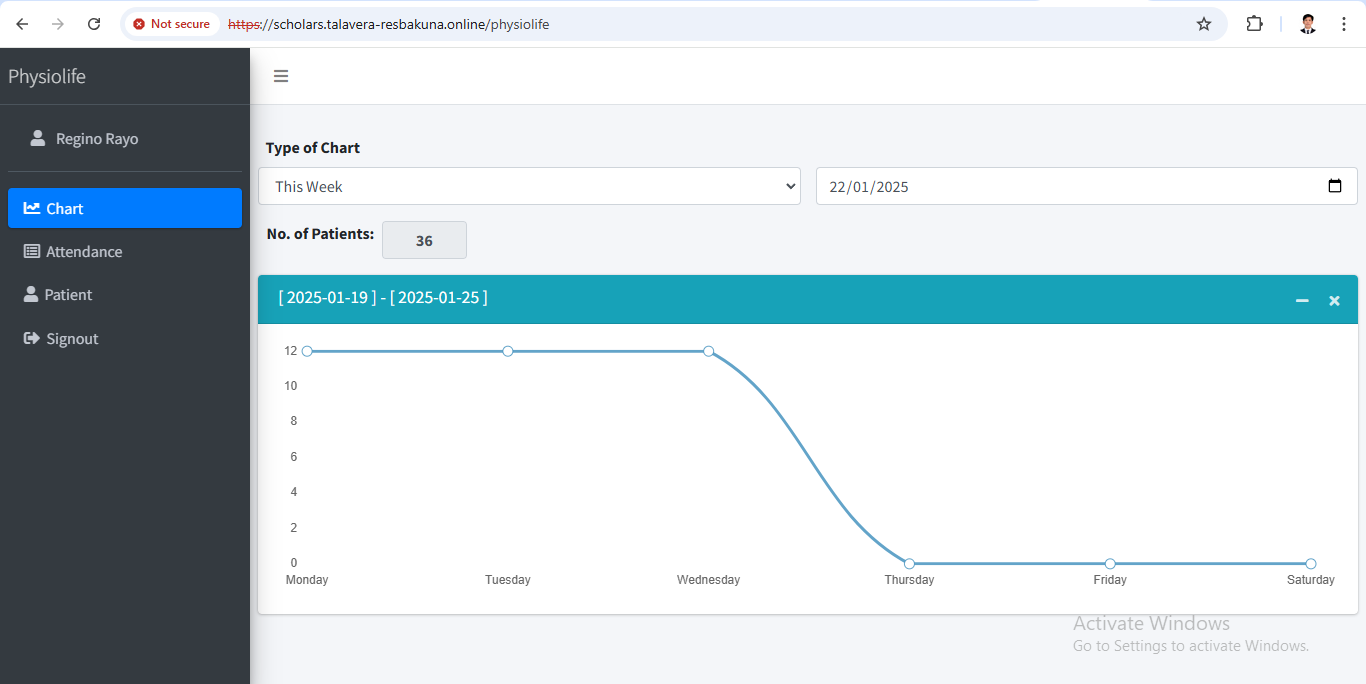 Not secure https://scholars.talavera-resbakuna.online/physiolife
Physiolife
Regino Rayo
Chart
Attendance
Patient
Signout
Type of Chart
This Week
22/01/2025
No. of Patients: 36
[ 2025-01-19 ] - [ 2025-01-25 ]
12
10
8
6
4
2
0
Monday Tuesday Wednesday Thursday Friday Saturday
Activate Windows
Go to Settings to activate Windows.